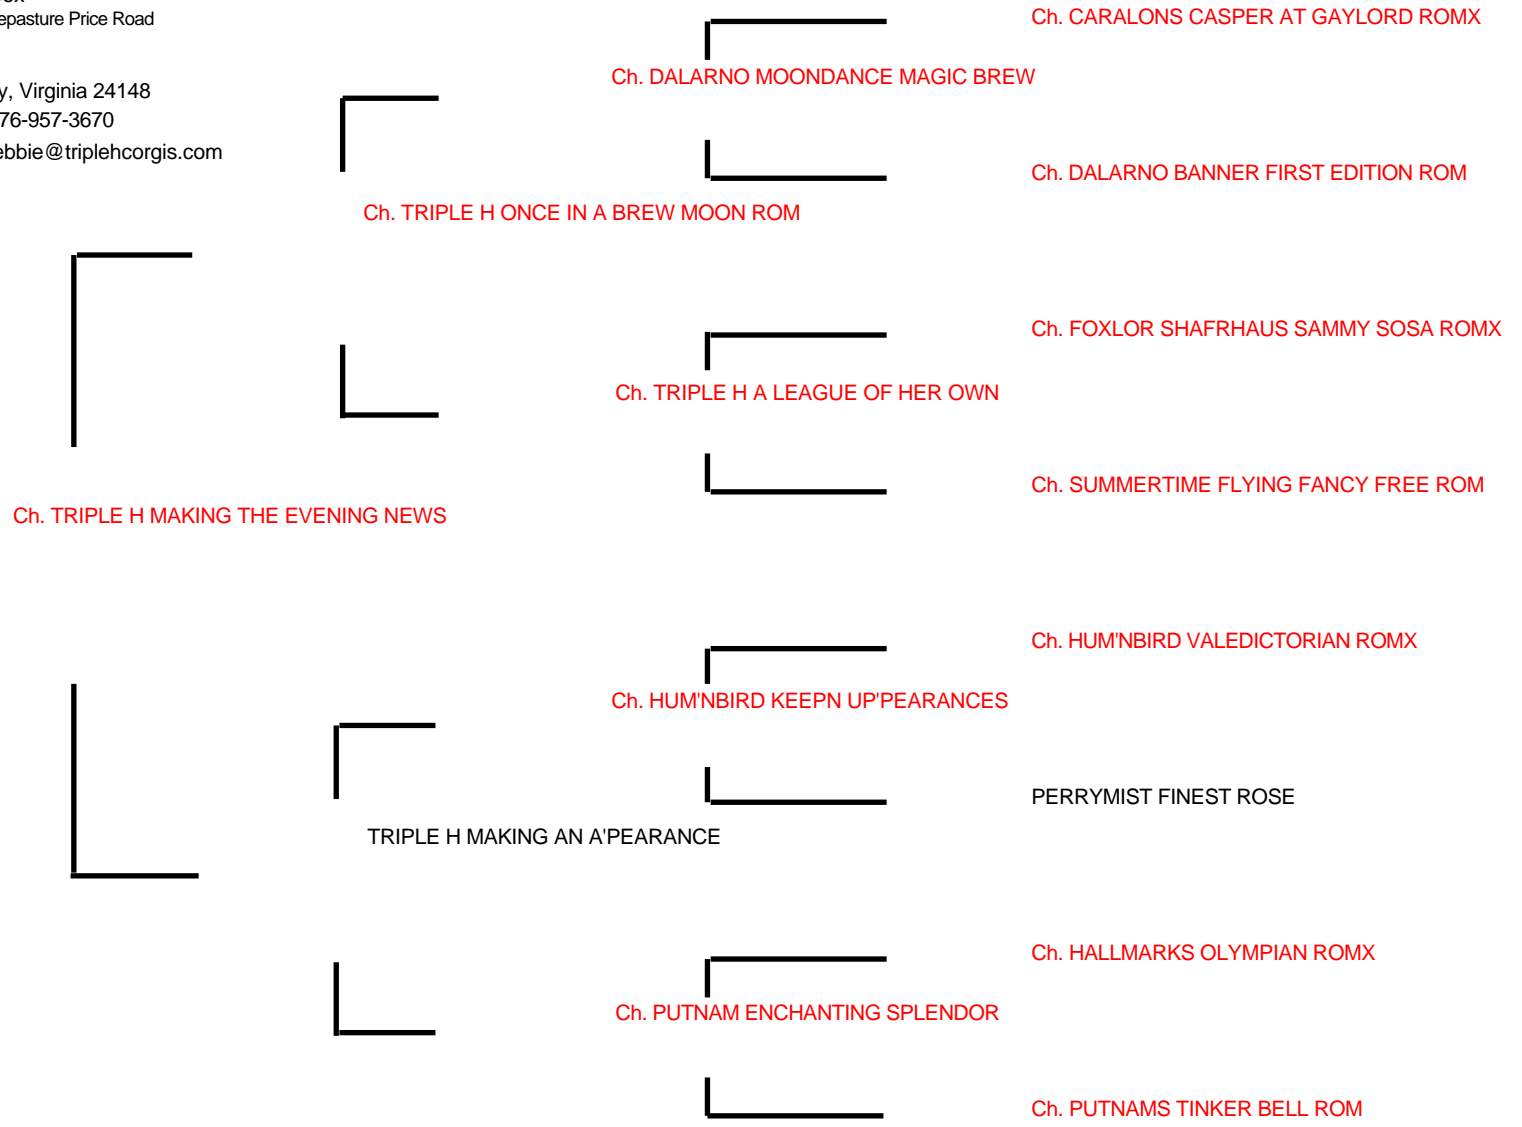 epasture Price Road
y, Virginia 24148
76-957-3670
ebbie@triplehcorgis.com
Ch. CARALONS CASPER AT GAYLORD ROMX
Ch. DALARNO MOONDANCE MAGIC BREW
Ch. DALARNO BANNER FIRST EDITION ROM
Ch. TRIPLE H ONCE IN A BREW MOON ROM
Ch. FOXLOR SHAFRHAUS SAMMY SOSA ROMX
Ch. TRIPLE H A LEAGUE OF HER OWN
Ch. SUMMERTIME FLYING FANCY FREE ROM
Ch. TRIPLE H MAKING THE EVENING NEWS
Ch. HUM'NBIRD VALEDICTORIAN ROMX
Ch. HUM'NBIRD KEEPN UP'PEARANCES
PERRYMIST FINEST ROSE
TRIPLE H MAKING AN A'PEARANCE
Ch. HALLMARKS OLYMPIAN ROMX
Ch. PUTNAM ENCHANTING SPLENDOR
Ch. PUTNAMS TINKER BELL ROM